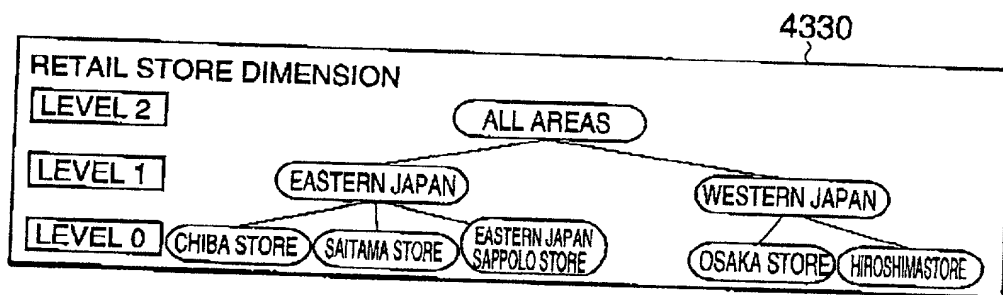 4330
RETAIL STORE DIMENSION
LEVEL 2
ALL AREAS
LEVEL 1
EASTERN JAPAN
WESTERN JAPAN
LEVEL 0
CHIBA STORE
SAITAMA STORE
EASTERN JAPAN
SAPPOLO STORE
OSAKA STORE
HIROSHIMASTORE